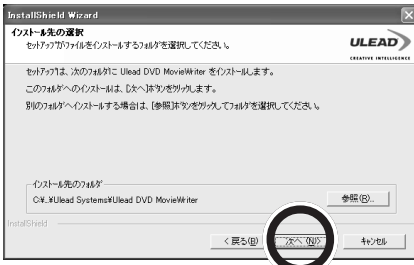 InstallShield Wizard
インストール先の選択
セットアップがファイルをインストールするフォルダを選択してください。
ULEAD
CREATIVE INTELLIGENCE
セットアップは、次のフォルダに Ulead DVD MovieWriter をインストールします。
このフォルダへのインストールは、[次へ]ボタンをクリックします。
別のフォルダへインストールする場合は、[参照]ボタンをクリックしてフォルダを選択してください。
インストール先のフォルダ
C:¥..¥Ulead Systems¥Ulead DVD MovieWriter
参照(R)...
InstallShield
< 戻る(B)
次へ (N)>
キャンセル